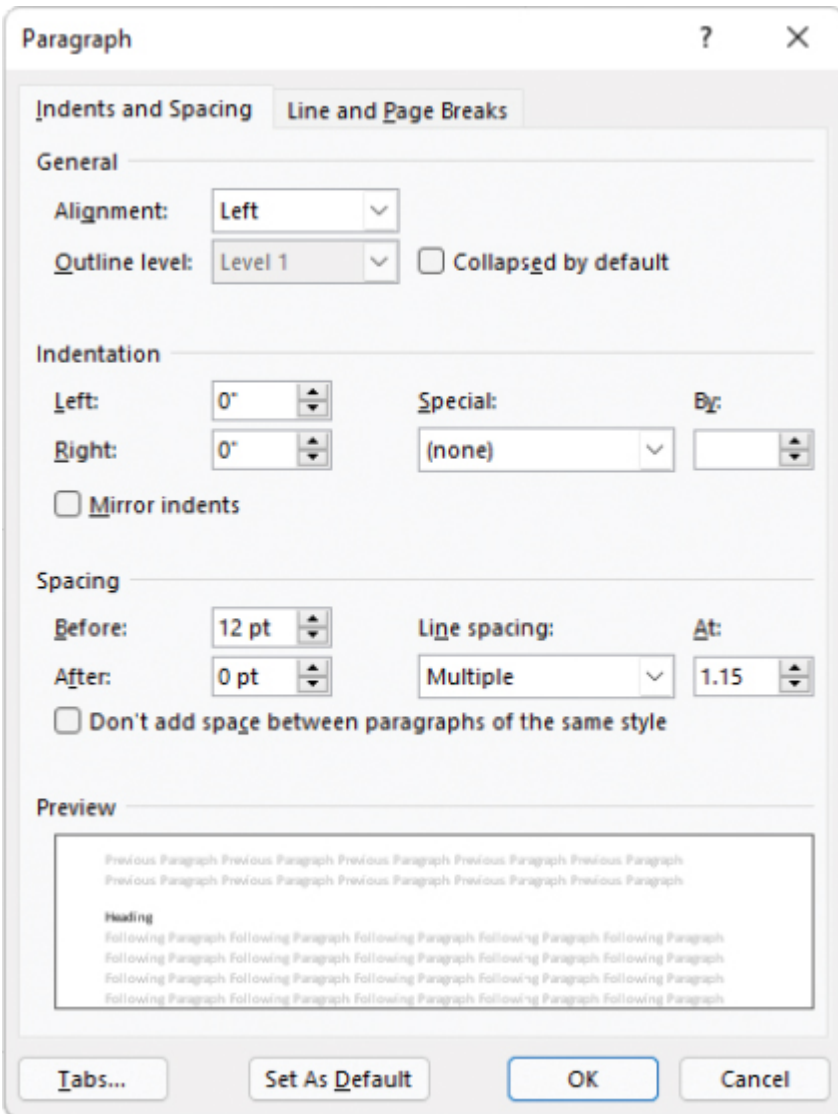 Paragraph ?
Indents and Spacing Line and Page Breaks
General
Alignment: Left
Outline level: Level 1 Collapsed by default
Indentation
Left: 0" Special: By:
Right: 0" (none)
Mirror indents
Spacing
Before: 12 pt Line spacing: At:
After: 0 pt Multiple 1.15
Don't add space between paragraphs of the same style
Preview
Previous Paragraph Previous Paragraph Previous Paragraph Previous Paragraph Previous Paragraph
Previous Paragraph Previous Paragraph Previous Paragraph Previous Paragraph Previous Paragraph
Heading
Following Paragraph Following Paragraph Following Paragraph Following Paragraph Following Paragraph
Following Paragraph Following Paragraph Following Paragraph Following Paragraph Following Paragraph
Following Paragraph Following Paragraph Following Paragraph Following Paragraph Following Paragraph
Following Paragraph Following Paragraph Following Paragraph Following Paragraph Following Paragraph
Tabs... Set As Default OK Cancel